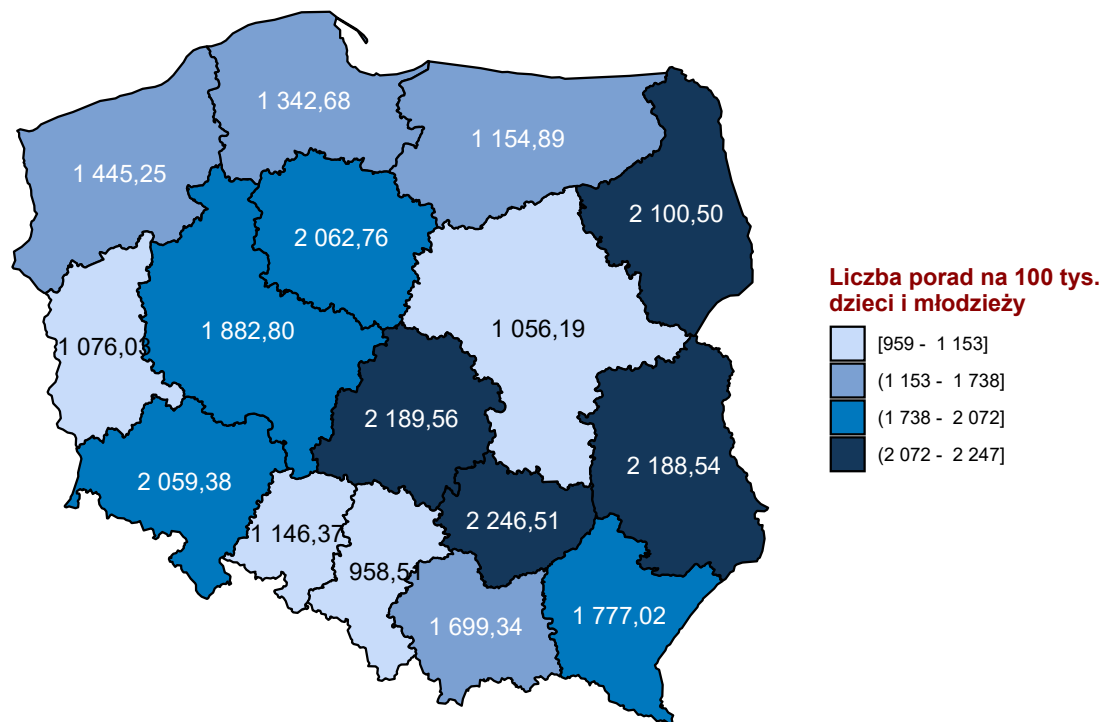 1 342,68
1 154,89
1 445,25
2 100,50
2 062,76
1 056,19
1 882,80
1 076,03
2 189,56
2 188,54
2 059,38
2 246,51
1 146,37
958,51
1 777,02
1 699,34
Liczba porad na 100 tys.
dzieci i młodzieży
[959 - 1 153]
(1 153 - 1 738]
(1 738 - 2 072]
(2 072 - 2 247]